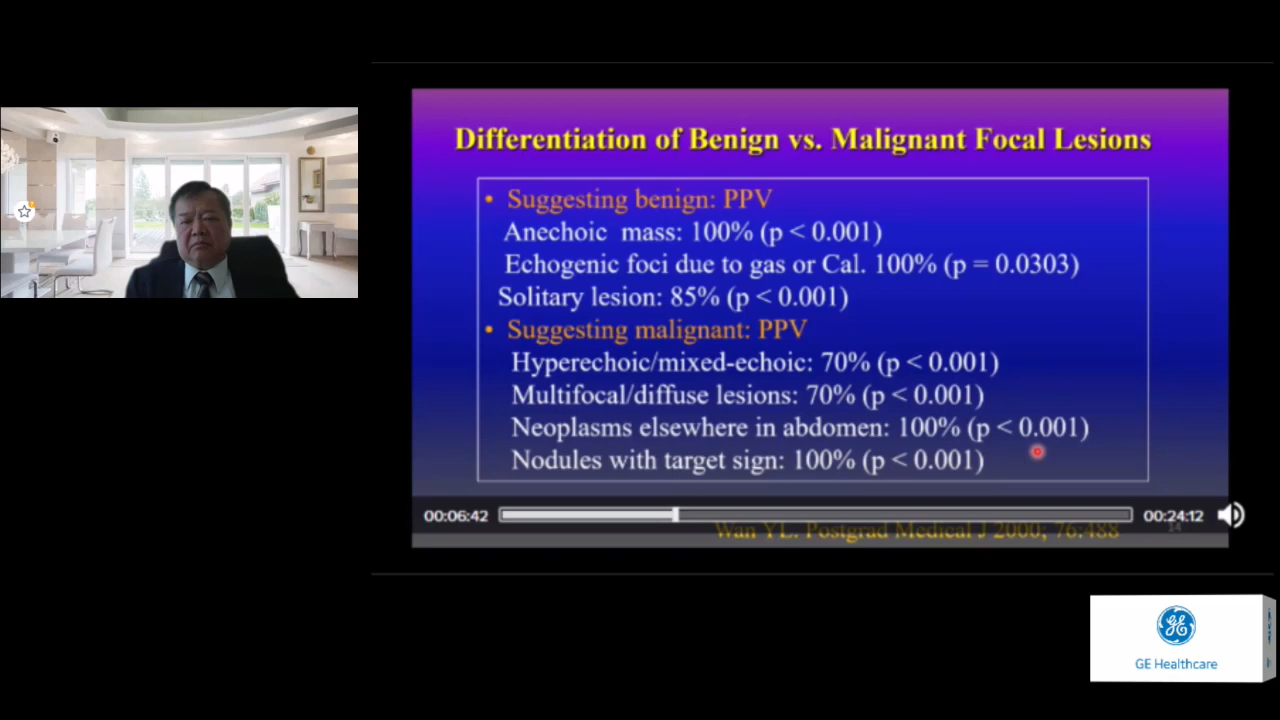 Differentiation of Benign vs. Malignant Focal Lesions
• Suggesting benign: PPV
Anechoic mass: 100% (p < 0.001)
Echogenic foci due to gas or Cal. 100% (p = 0.0303)
Solitary lesion: 85% (p < 0.001)
• Suggesting malignant: PPV
Hyperechoic/mixed-echoic: 70% (p < 0.001)
Multifocal/diffuse lesions: 70% (p < 0.001)
Neoplasms elsewhere in abdomen: 100% (p < 0.001)
Nodules with target sign: 100% (p < 0.001)
00:06:42
00:24:12
Wan YL. Postgrad Medical J 2000; 76:488
14
GE Healthcare